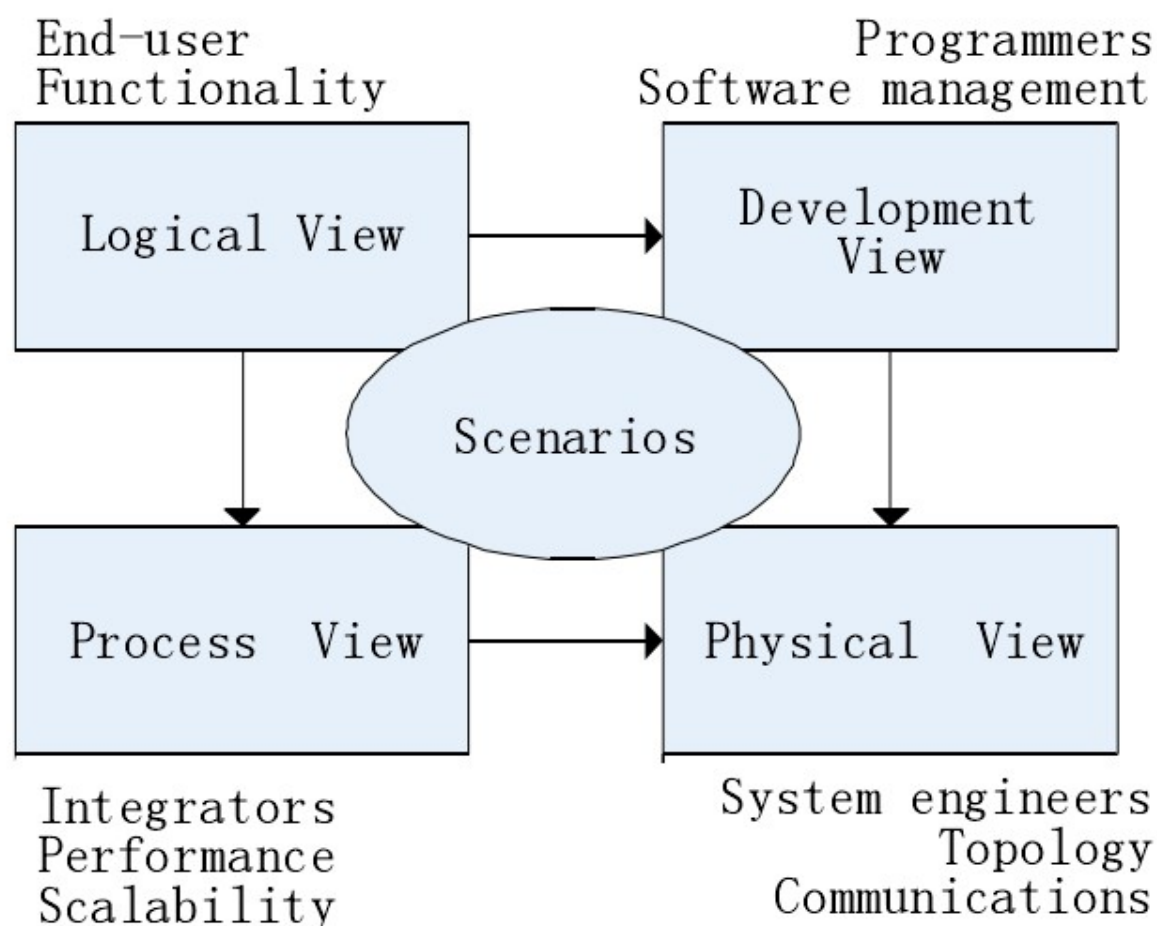 End-user
Functionality
Programmers
Software management
Logical View
Development
View
Scenarios
Process View
Physical View
Integrators
Performance
Scalability
System engineers
Topology
Communications